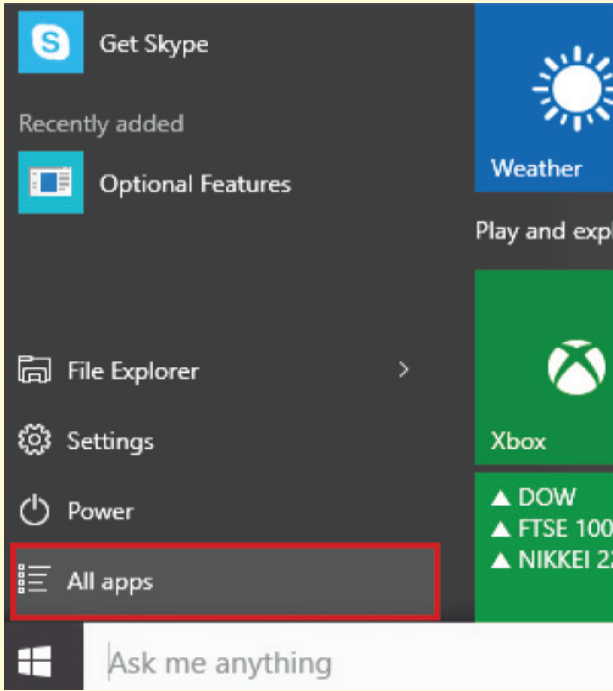 Get Skype
Recently added
Optional Features
File Explorer
Settings
Power
All apps
Ask me anything
Weather
Play and expl
Xbox
▲ DOW
▲ FTSE 100
▲ NIKKEI 22